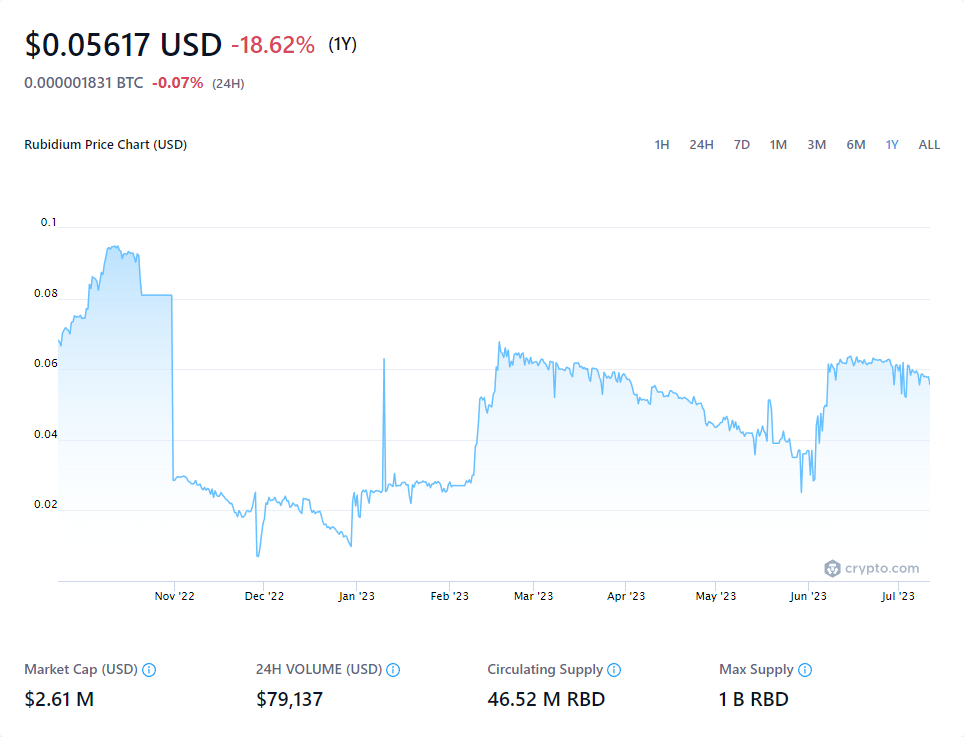 $0.05617 USD -18.62% (1Y)
0.000001831 BTC -0.07% (24H)
Rubidium Price Chart (USD) 1H 24H 7D 1M 3M 6M 1Y ALL
0.1
0.08
0.06
0.04
0.02
crypto.com
Nov '22 Dec '22 Jan '23 Feb '23 Mar '23 Apr '23 May '23 Jun '23 Jul '23
Market Cap (USD) 24H VOLUME (USD) Circulating Supply Max Supply
$2.61 M $79,137 46.52 M RBD 1 B RBD